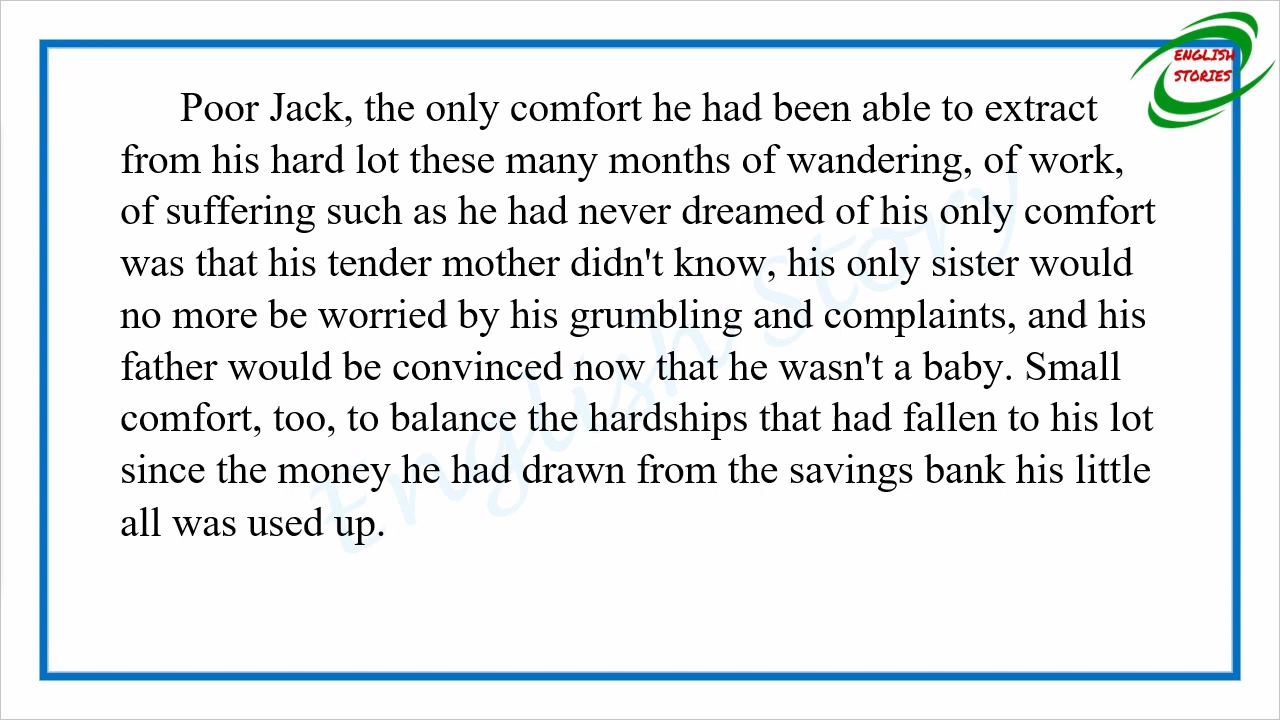 ENGLISH
STORIES
Poor Jack, the only comfort he had been able to extract
from his hard lot these many months of wandering, of work,
of suffering such as he had never dreamed of his only comfort
was that his tender mother didn't know, his only sister would
no more be worried by his grumbling and complaints, and his
father would be convinced now that he wasn't a baby. Small
comfort, too, to balance the hardships that had fallen to his lot
since the money he had drawn from the savings bank his little
all was used up.
English Story